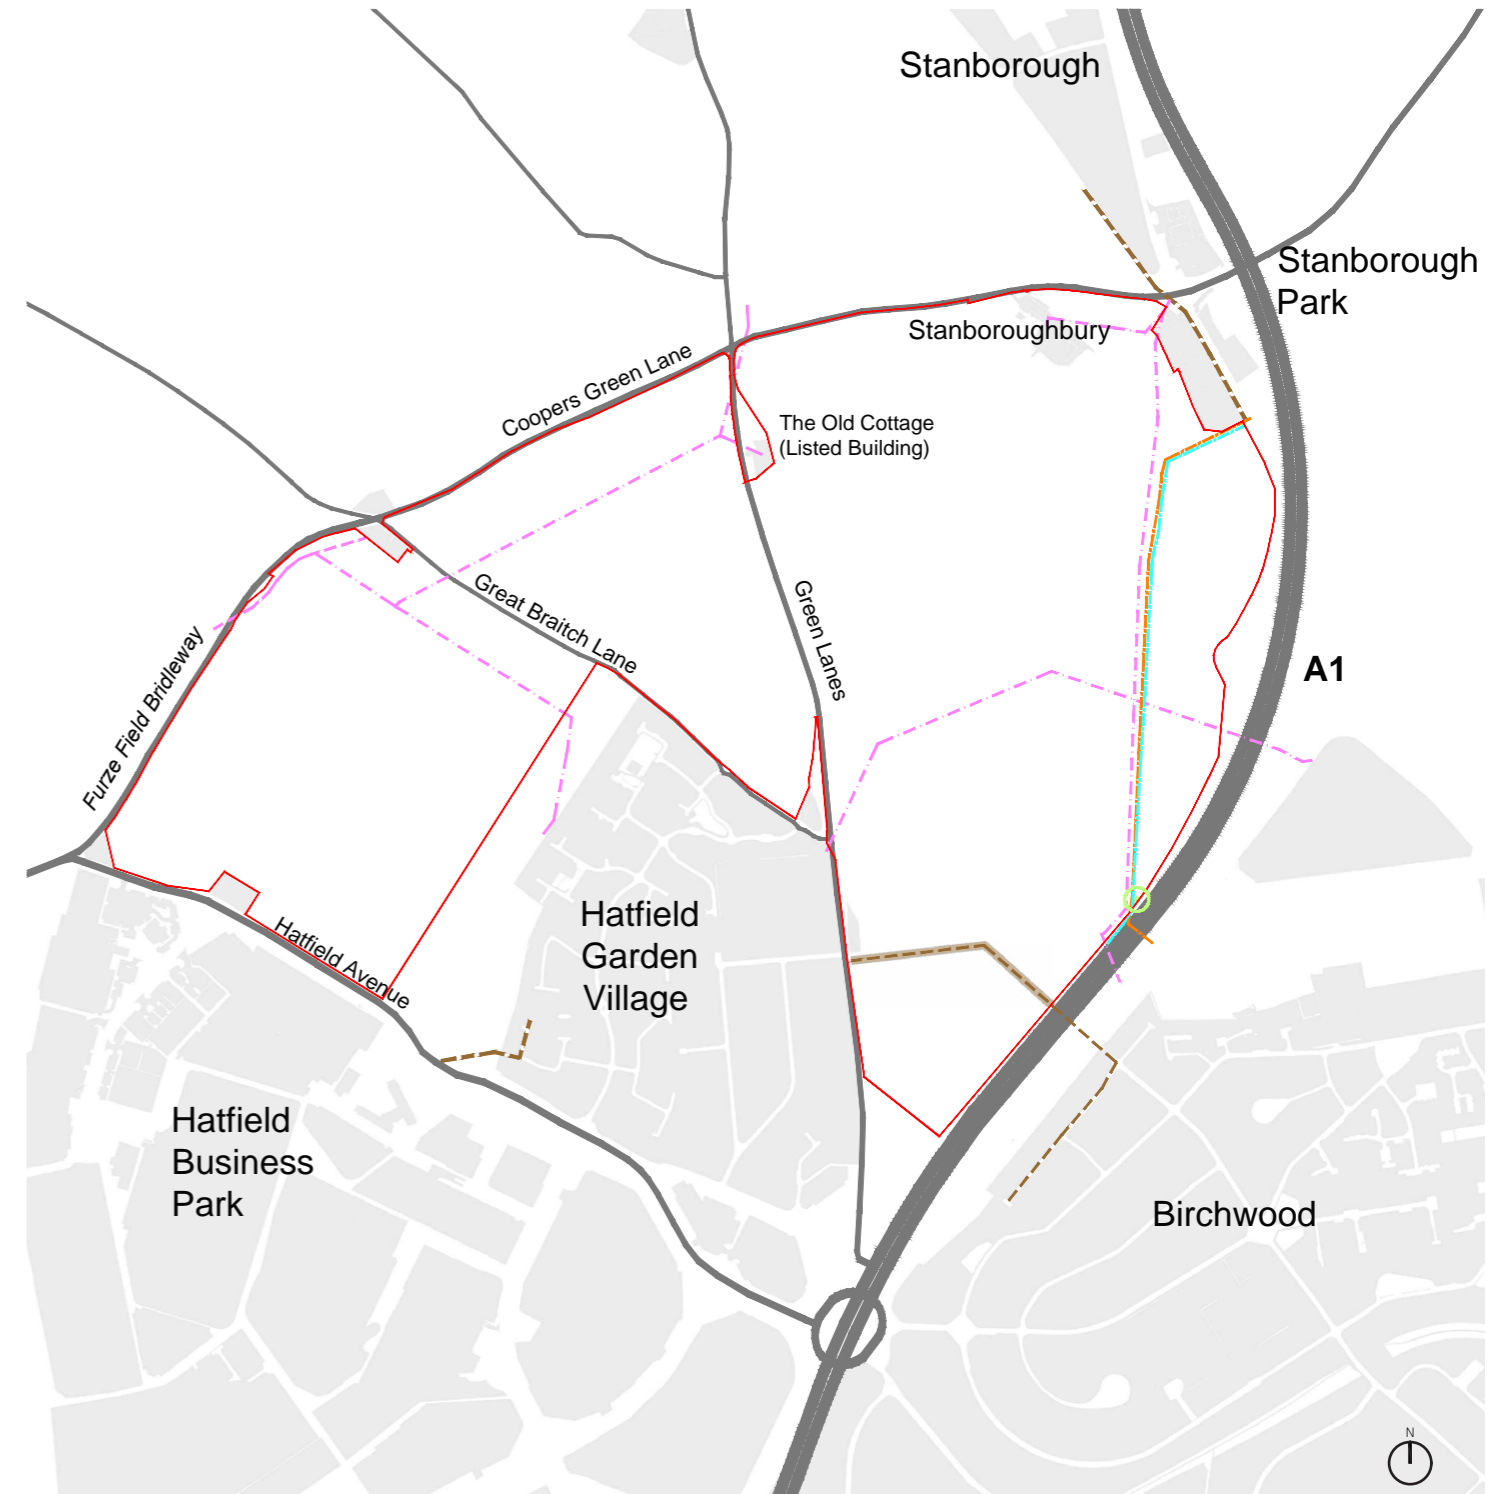 Stanborough
Stanborough
Park
Stanboroughbury
Coopers Green Lane
The Old Cottage
(Listed Building)
Great Braitch Lane
Green Lanes
Furze Field Bridleway
A1
Hatfield
Garden
Village
Hatfield Avenue
Hatfield
Business
Park
Birchwood
N